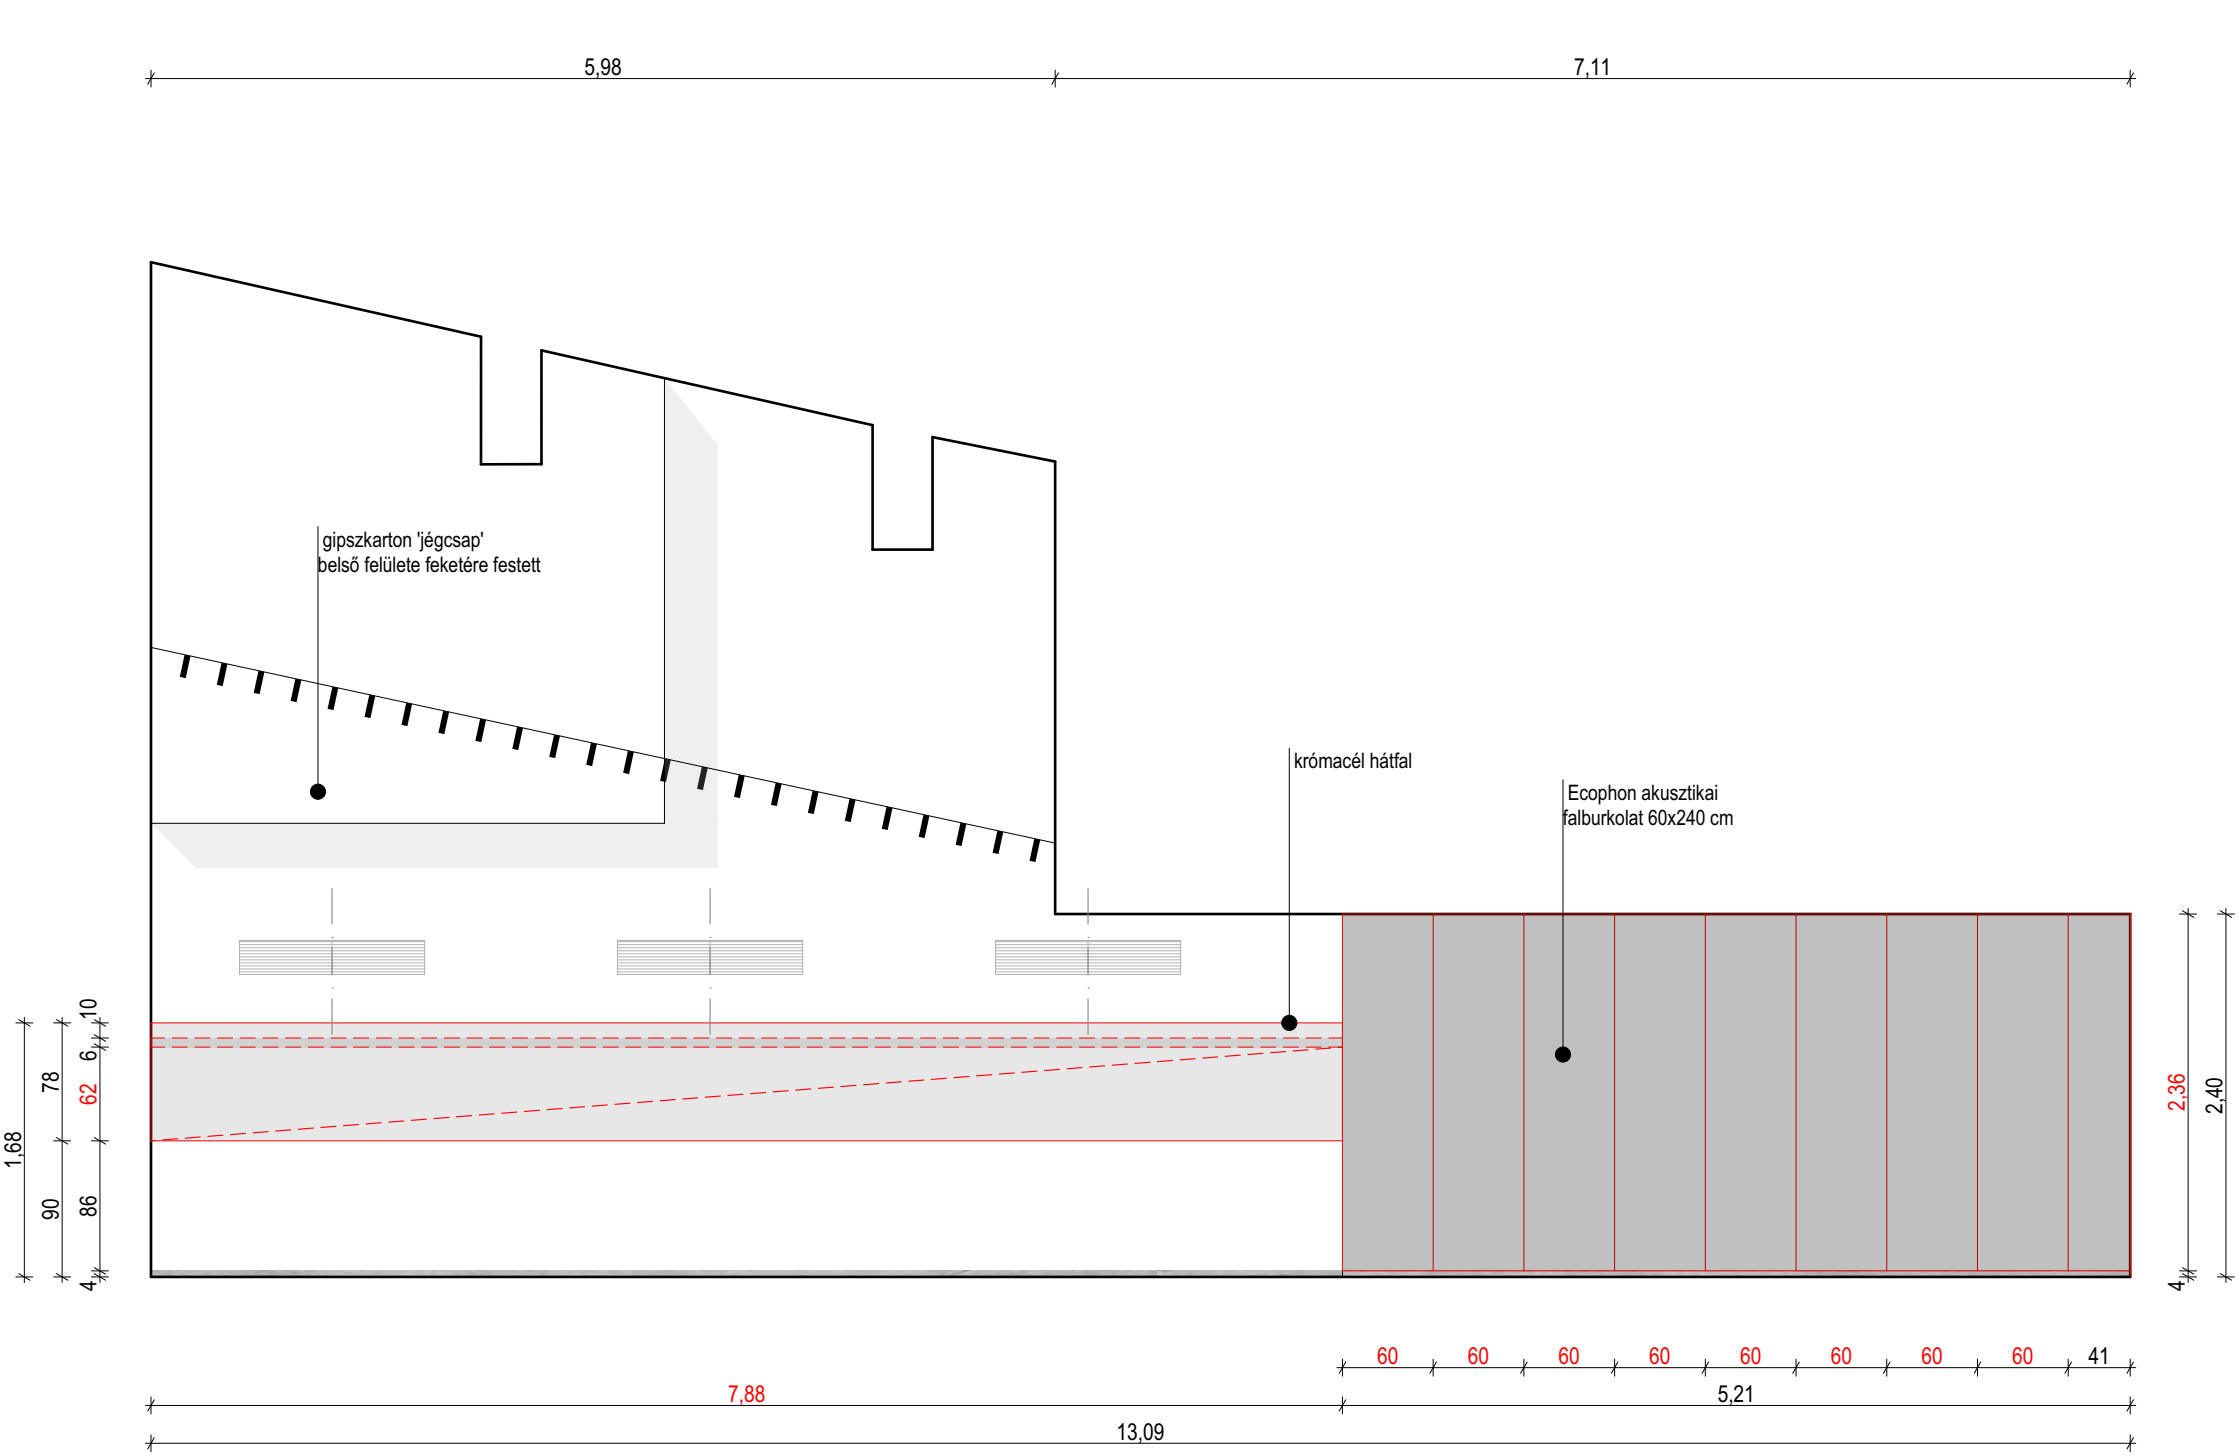 5,98
7,11
gipszkarton 'jégcsap'
belső felülete feketére festett
krómacél hátfal
Ecophon akusztikai
falburkolat 60x240 cm
10
6
62
86
4
78
90
1,68
2,36
4
2,40
60 60 60 60 60 60 60 60 41
7,88
5,21
13,09